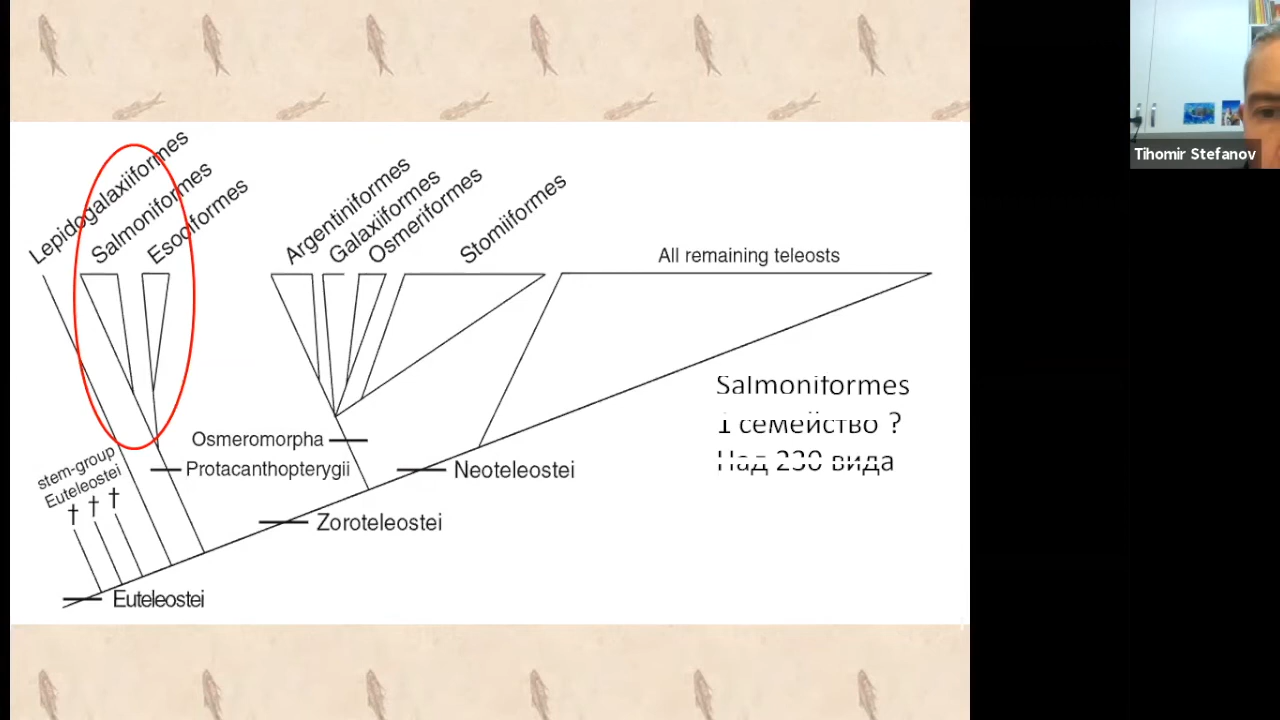 Tihomir Stefanov
Lepidogalaxiiformes
Salmoniformes
Esociformes
Argentiniformes
Galaxiiformes
Osmeriformes
Stomiiformes
All remaining teleosts
Salmoniformes
1 семейство ?
Над 230 вида
Osmeromorpha
Protacanthopterygii
Neoteleostei
stem-group
Euteleostei
† † †
Zoroteleostei
Euteleostei